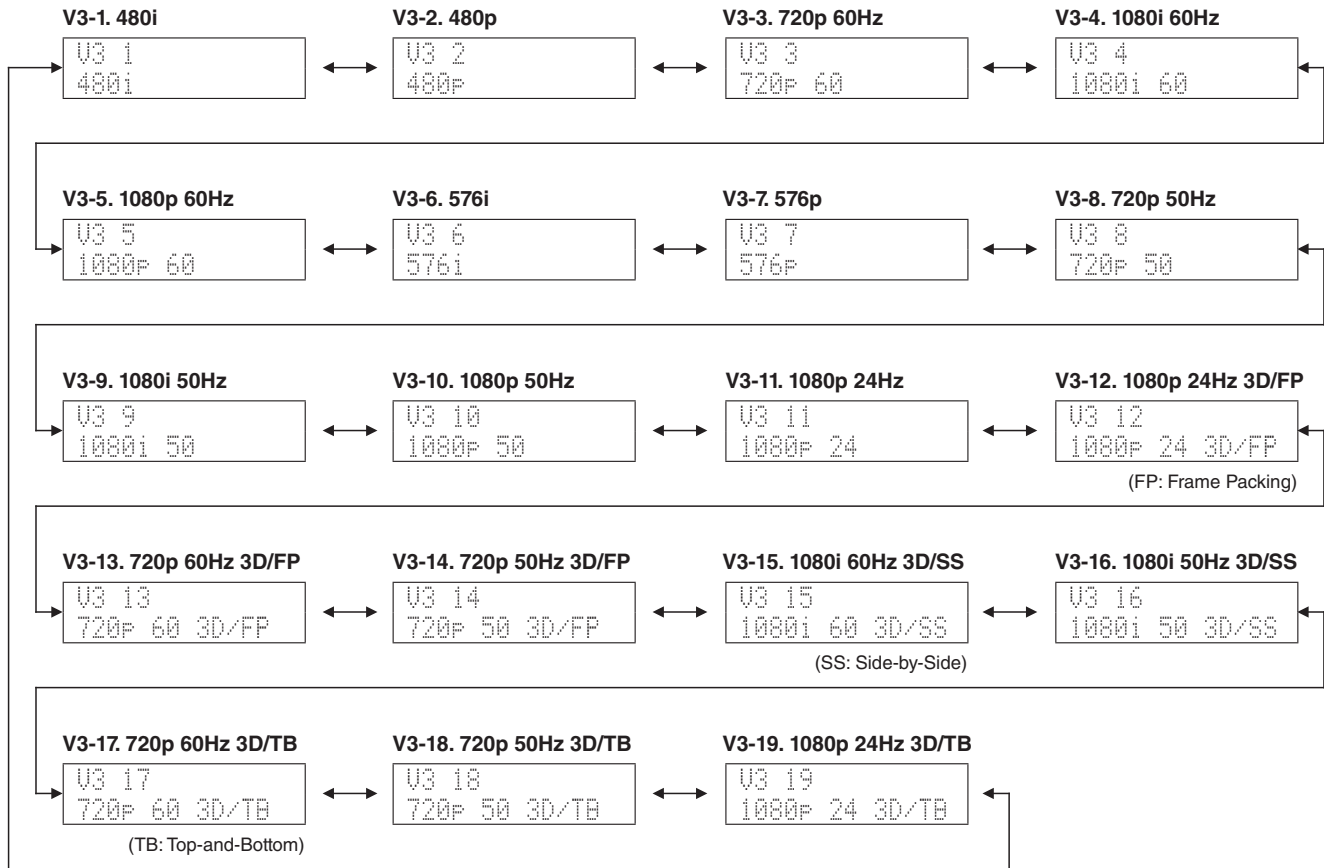 V3-1. 480i
V3 1
480i
V3-2. 480p
V3 2
480p
V3-3. 720p 60Hz
V3 3
720p 60
V3-4. 1080i 60Hz
V3 4
1080i 60
V3-5. 1080p 60Hz
V3 5
1080p 60
V3-6. 576i
V3 6
576i
V3-7. 576p
V3 7
576p
V3-8. 720p 50Hz
V3 8
720p 50
V3-9. 1080i 50Hz
V3 9
1080i 50
V3-10. 1080p 50Hz
V3 10
1080p 50
V3-11. 1080p 24Hz
V3 11
1080p 24
V3-12. 1080p 24Hz 3D/FP
V3 12
1080p 24 3D/FP
(FP: Frame Packing)
V3-13. 720p 60Hz 3D/FP
V3 13
720p 60 3D/FP
V3-14. 720p 50Hz 3D/FP
V3 14
720p 50 3D/FP
V3-15. 1080i 60Hz 3D/SS
V3 15
1080i 60 3D/SS
(SS: Side-by-Side)
V3-16. 1080i 50Hz 3D/SS
V3 16
1080i 50 3D/SS
V3-17. 720p 60Hz 3D/TB
V3 17
720p 60 3D/TB
(TB: Top-and-Bottom)
V3-18. 720p 50Hz 3D/TB
V3 18
720p 50 3D/TB
V3-19. 1080p 24Hz 3D/TB
V3 19
1080p 24 3D/TB